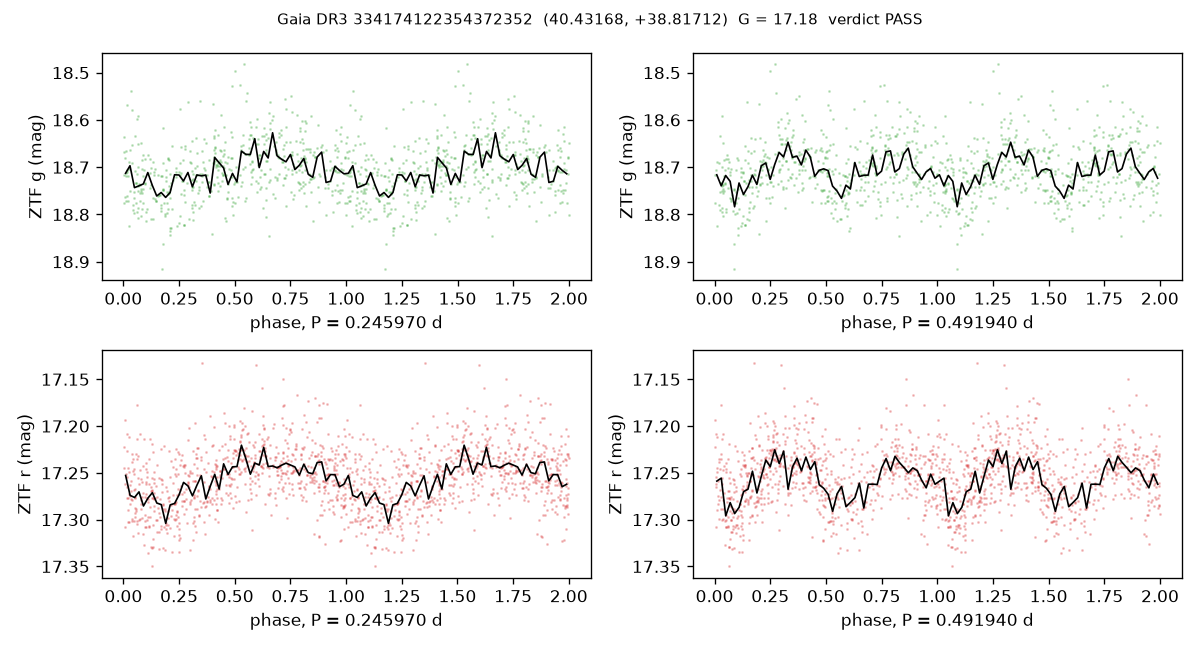 Gaia DR3 334174122354372352 (40.43168, +38.81712) G = 17.18 verdict PASS
ZTF g (mag)
18.5
18.6
18.7
18.8
18.9
0.00 0.25 0.50 0.75 1.00 1.25 1.50 1.75 2.00
phase, P = 0.245970 d
ZTF g (mag)
18.5
18.6
18.7
18.8
18.9
0.00 0.25 0.50 0.75 1.00 1.25 1.50 1.75 2.00
phase, P = 0.491940 d
ZTF r (mag)
17.15
17.20
17.25
17.30
17.35
0.00 0.25 0.50 0.75 1.00 1.25 1.50 1.75 2.00
phase, P = 0.245970 d
ZTF r (mag)
17.15
17.20
17.25
17.30
17.35
0.00 0.25 0.50 0.75 1.00 1.25 1.50 1.75 2.00
phase, P = 0.491940 d